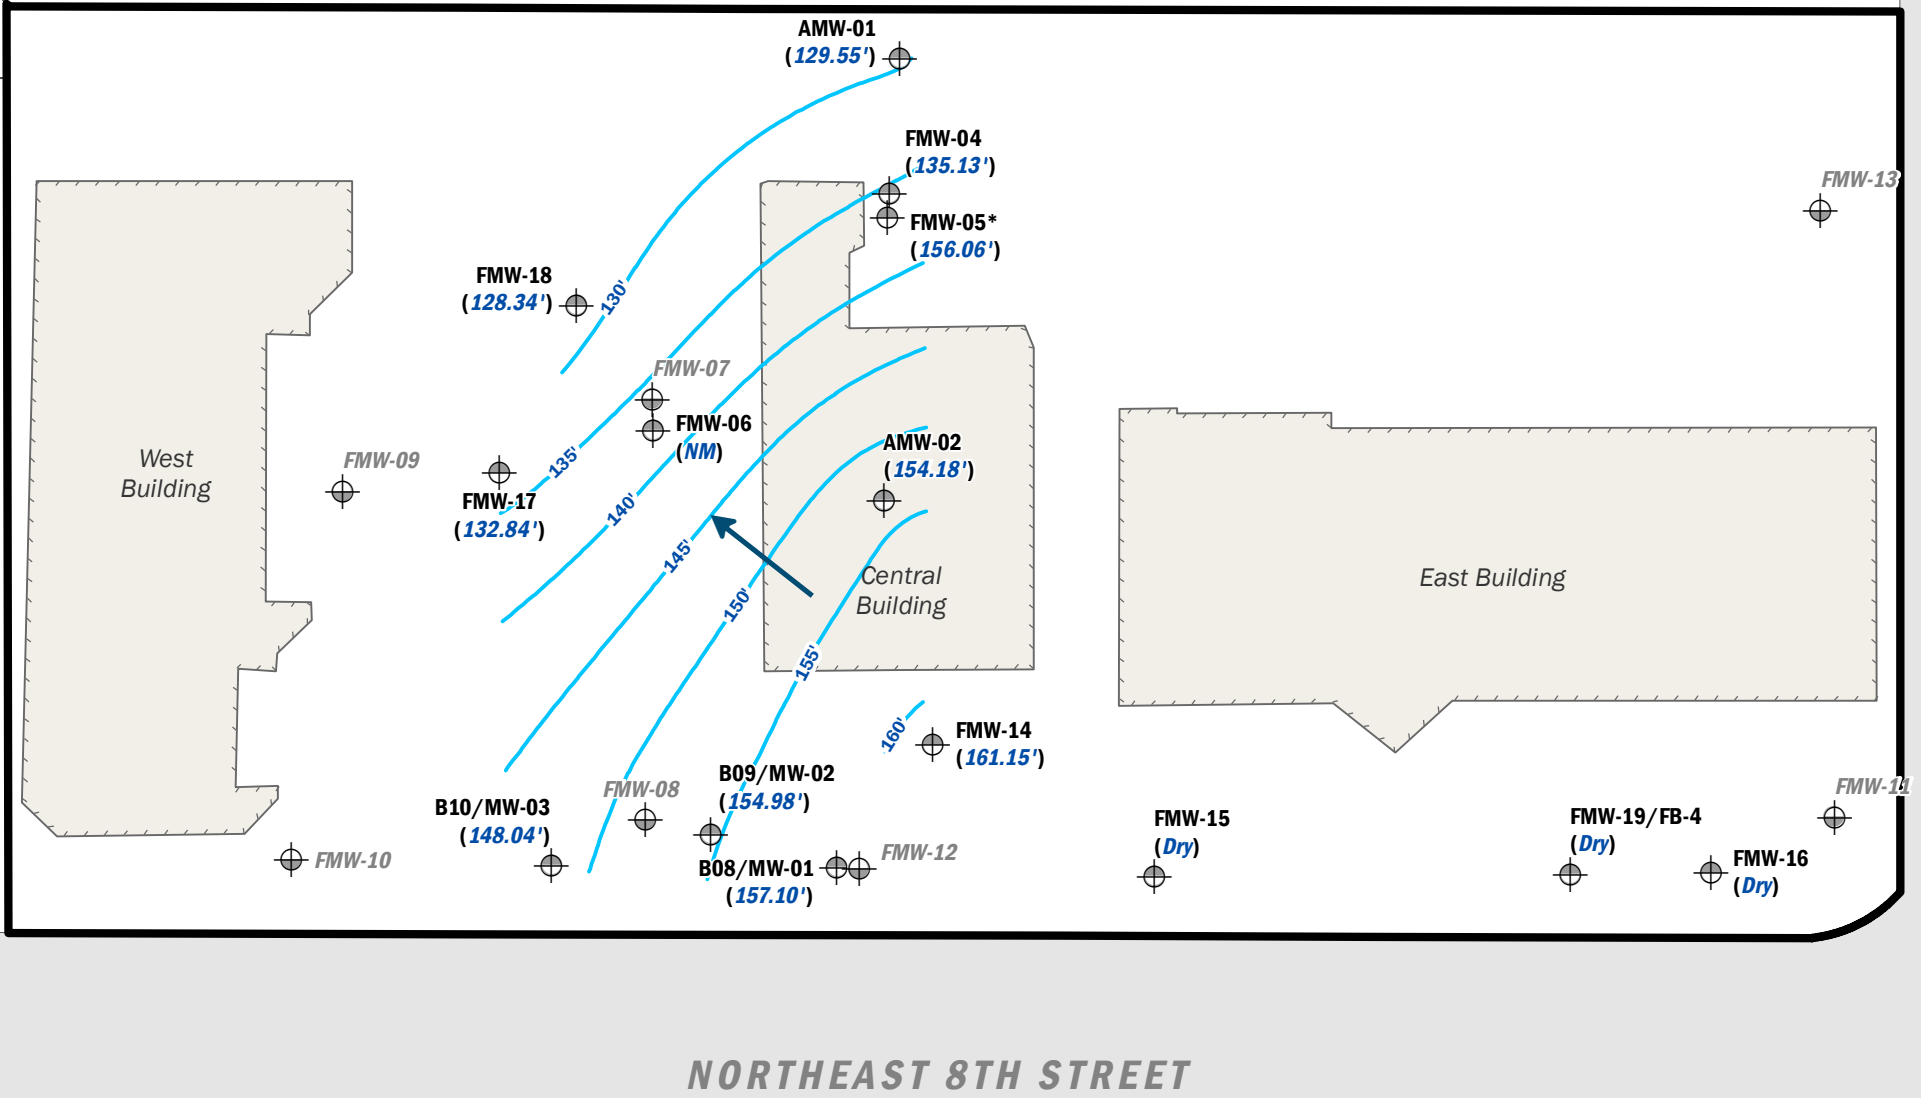 AMW-01
(129.55')
FMW-04
(135.13')
FMW-13
FMW-05*
(156.06')
FMW-18
(128.34')
130'
FMW-07
FMW-06
(NM)
AMW-02
(154.18')
West
Building
FMW-09
135'
FMW-17
(132.84')
140'
145'
150'
Central
Building
East Building
155'
160'
FMW-14
(161.15')
B09/MW-02
(154.98')
FMW-08
B10/MW-03
(148.04')
FMW-10
B08/MW-01
(157.10')
FMW-12
FMW-15
(Dry)
FMW-19/FB-4
(Dry)
FMW-16
(Dry)
FMW-11
NORTHEAST 8TH STREET